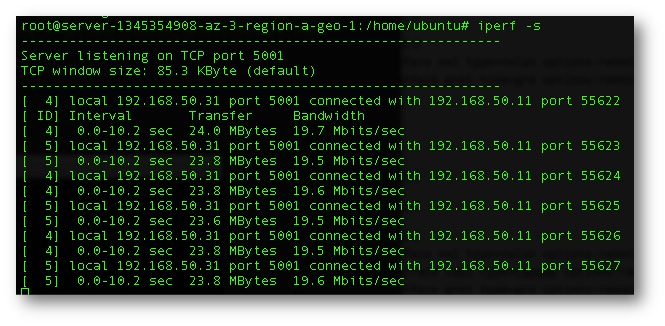 root@server-1345354908-az-3-region-a-geo-1:/home/ubuntu# iperf -s
------------------------------------------------------------
Server listening on TCP port 5001
TCP window size: 85.3 KByte (default)
------------------------------------------------------------
[  4] local 192.168.50.31 port 5001 connected with 192.168.50.11 port 55622
[ ID] Interval       Transfer     Bandwidth
[  4]  0.0-10.2 sec  24.0 MBytes  19.7 Mbits/sec
[  5] local 192.168.50.31 port 5001 connected with 192.168.50.11 port 55623
[  5]  0.0-10.2 sec  23.8 MBytes  19.5 Mbits/sec
[  4] local 192.168.50.31 port 5001 connected with 192.168.50.11 port 55624
[  4]  0.0-10.2 sec  23.8 MBytes  19.6 Mbits/sec
[  5] local 192.168.50.31 port 5001 connected with 192.168.50.11 port 55625
[  5]  0.0-10.2 sec  23.6 MBytes  19.5 Mbits/sec
[  4] local 192.168.50.31 port 5001 connected with 192.168.50.11 port 55626
[  4]  0.0-10.2 sec  23.8 MBytes  19.5 Mbits/sec
[  5] local 192.168.50.31 port 5001 connected with 192.168.50.11 port 55627
[  5]  0.0-10.2 sec  23.8 MBytes  19.6 Mbits/sec